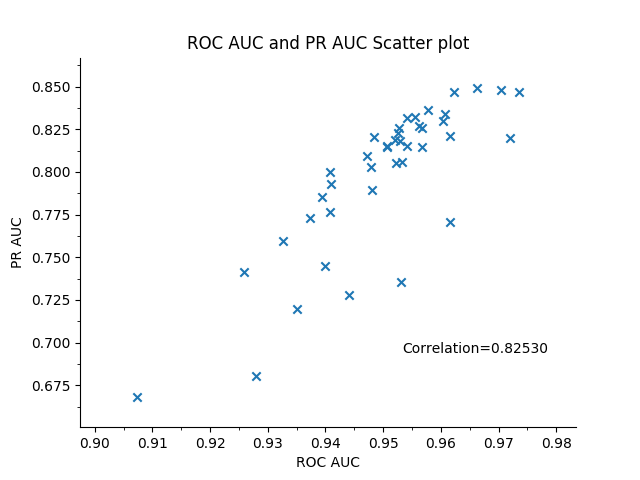 ROC AUC and PR AUC Scatter plot
0.850
0.825
0.800
0.775
0.750
0.725
0.700
0.675
PR AUC
Correlation=0.82530
0.90 0.91 0.92 0.93 0.94 0.95 0.96 0.97 0.98
ROC AUC